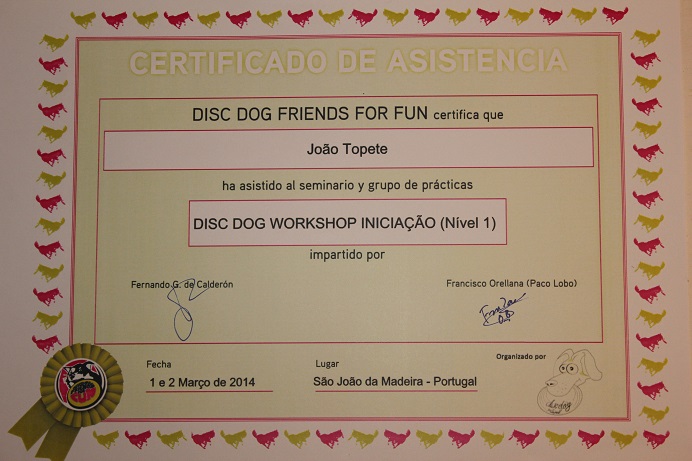 CERTIFICADO DE ASISTENCIA
DISC DOG FRIENDS FOR FUN certifica que
João Topete
ha asistido al seminario y grupo de prácticas
DISC DOG WORKSHOP INICIAÇÃO (Nível 1)
impartido por
Fernando G. de Calderón
Francisco Orellana (Paco Lobo)
Fecha
1 e 2 Março de 2014
Lugar
São João da Madeira - Portugal
Organizado por